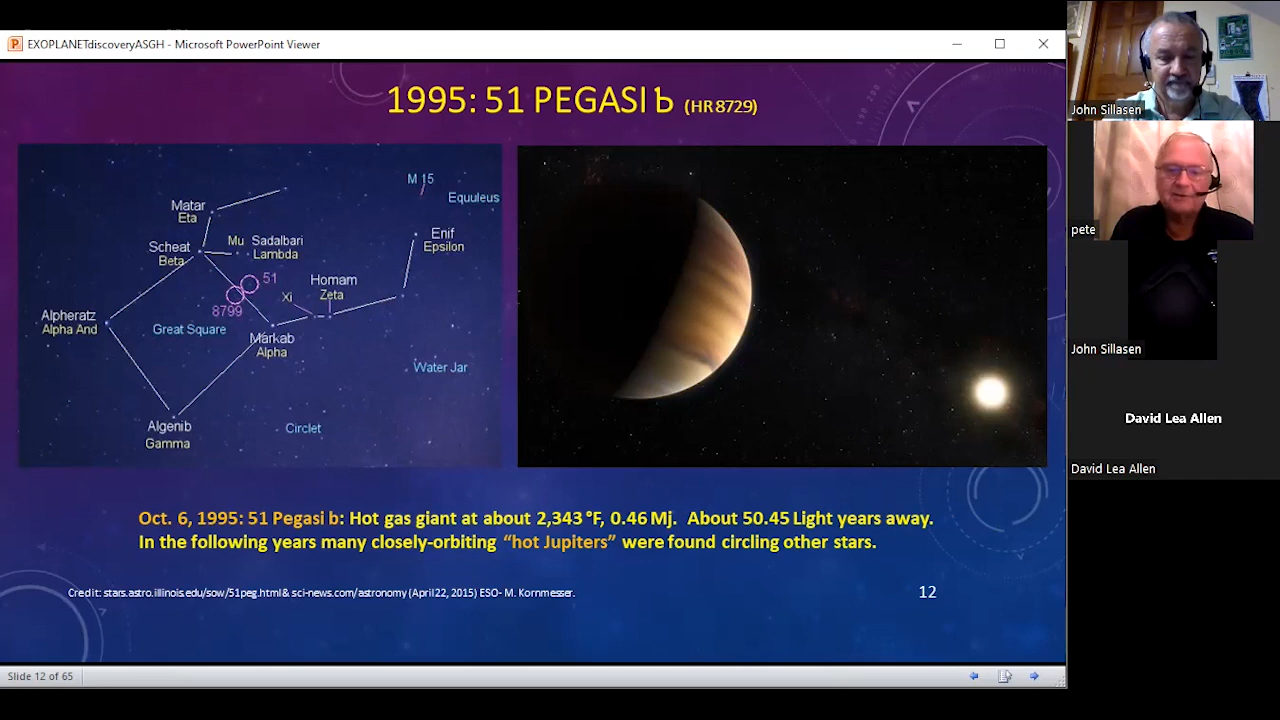 EXOPLANETdiscoveryASGH - Microsoft PowerPoint Viewer
1995: 51 PEGASI b (HR 8729)
M 15
Equuleus
Matar
Eta
Enif
Epsilon
Scheat
Beta
Mu
Sadalbari
Lambda
51
Homam
Zeta
Xi
8799
Alpheratz
Alpha And
Great Square
Markab
Alpha
Water Jar
Algenib
Gamma
Circlet
Oct. 6, 1995: 51 Pegasi b: Hot gas giant at about 2,343 °F, 0.46 Mj. About 50.45 Light years away.
In the following years many closely-orbiting “hot Jupiters” were found circling other stars.
Credit: stars.astro.illinois.edu/sow/51peg.html& sci-news.com/astronomy (April 22, 2015) ESO- M. Kornmesser.
12
Slide 12 of 65
John Sillasen
pete
John Sillasen
David Lea Allen
David Lea Allen